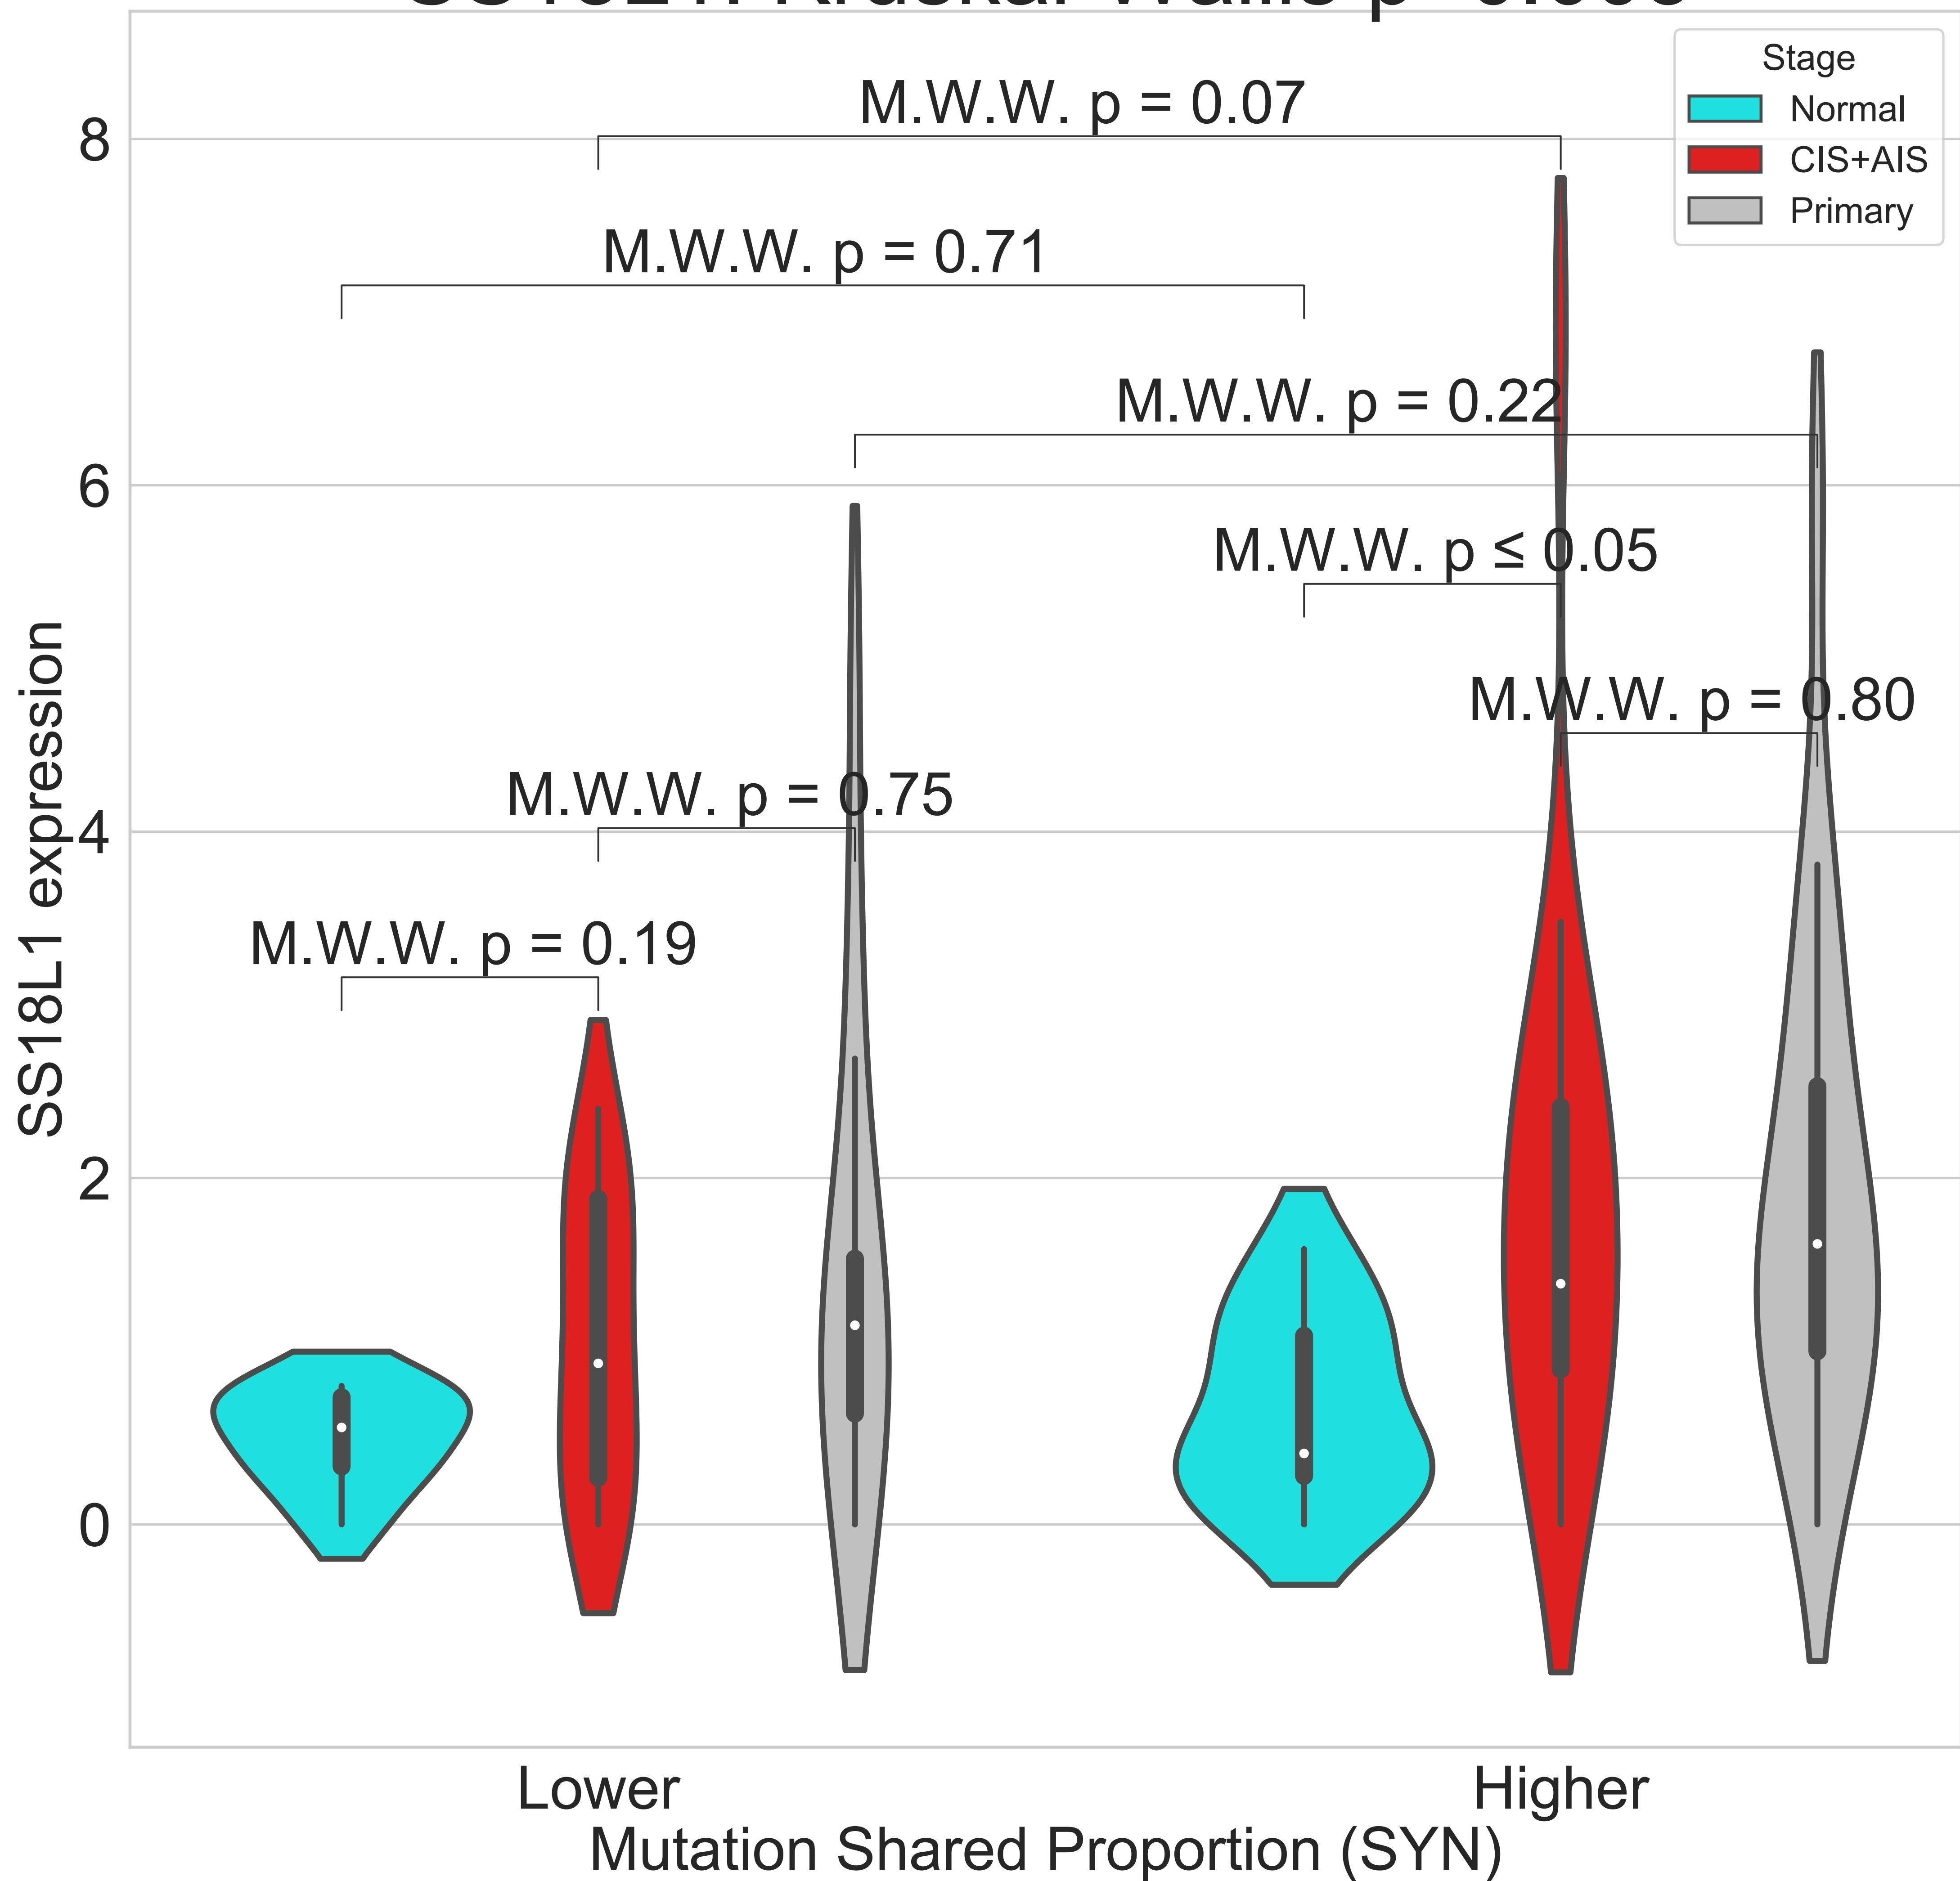 Stage
Normal
CIS+AIS
Primary
M.W.W. p = 0.07
M.W.W. p = 0.71
M.W.W. p = 0.22
M.W.W. p ≤ 0.05
M.W.W. p = 0.80
M.W.W. p = 0.75
M.W.W. p = 0.19
8
6
4
2
0
SS18L1 expression
Lower
Higher
Mutation Shared Proportion (SYN)